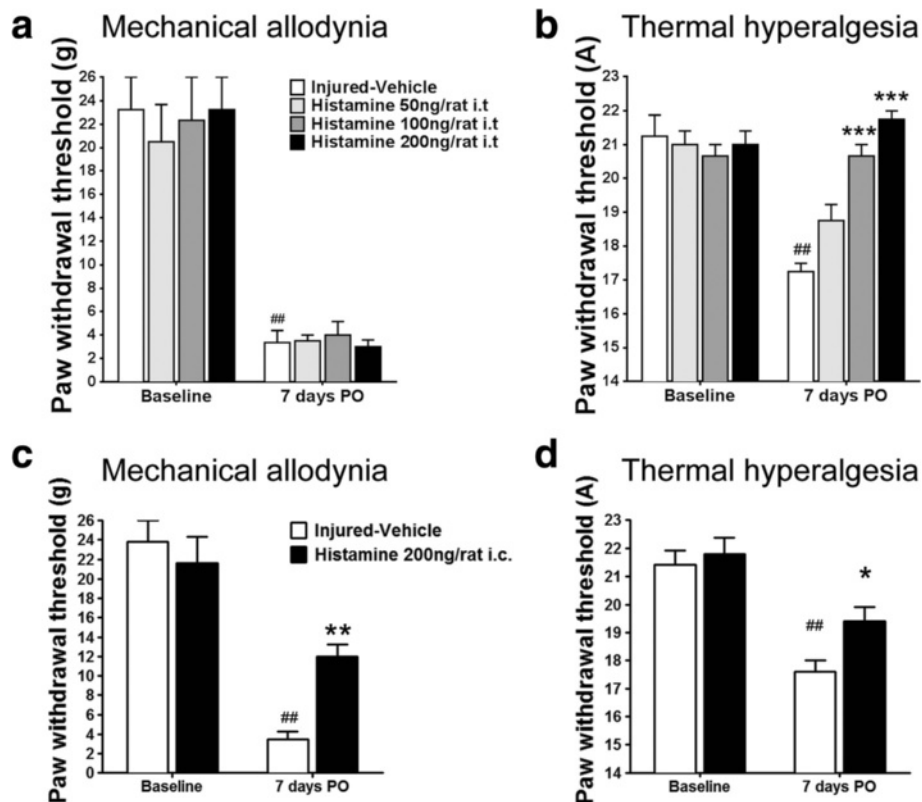 a Mechanical allodynia
Paw withdrawal threshold (g)
26
24
22
20
18
16
14
12
10
8
6
4
2
0
Injured-Vehicle
Histamine 50ng/rat i.t
Histamine 100ng/rat i.t
Histamine 200ng/rat i.t
##
Baseline
7 days PO
b Thermal hyperalgesia
Paw withdrawal threshold (A)
23
22
21
20
19
18
17
16
15
14
##
***
***
Baseline
7 days PO
c Mechanical allodynia
Paw withdrawal threshold (g)
26
24
22
20
18
16
14
12
10
8
6
4
2
0
Injured-Vehicle
Histamine 200ng/rat i.c.
##
**
Baseline
7 days PO
d Thermal hyperalgesia
Paw withdrawal threshold (A)
23
22
21
20
19
18
17
16
15
14
##
*
Baseline
7 days PO